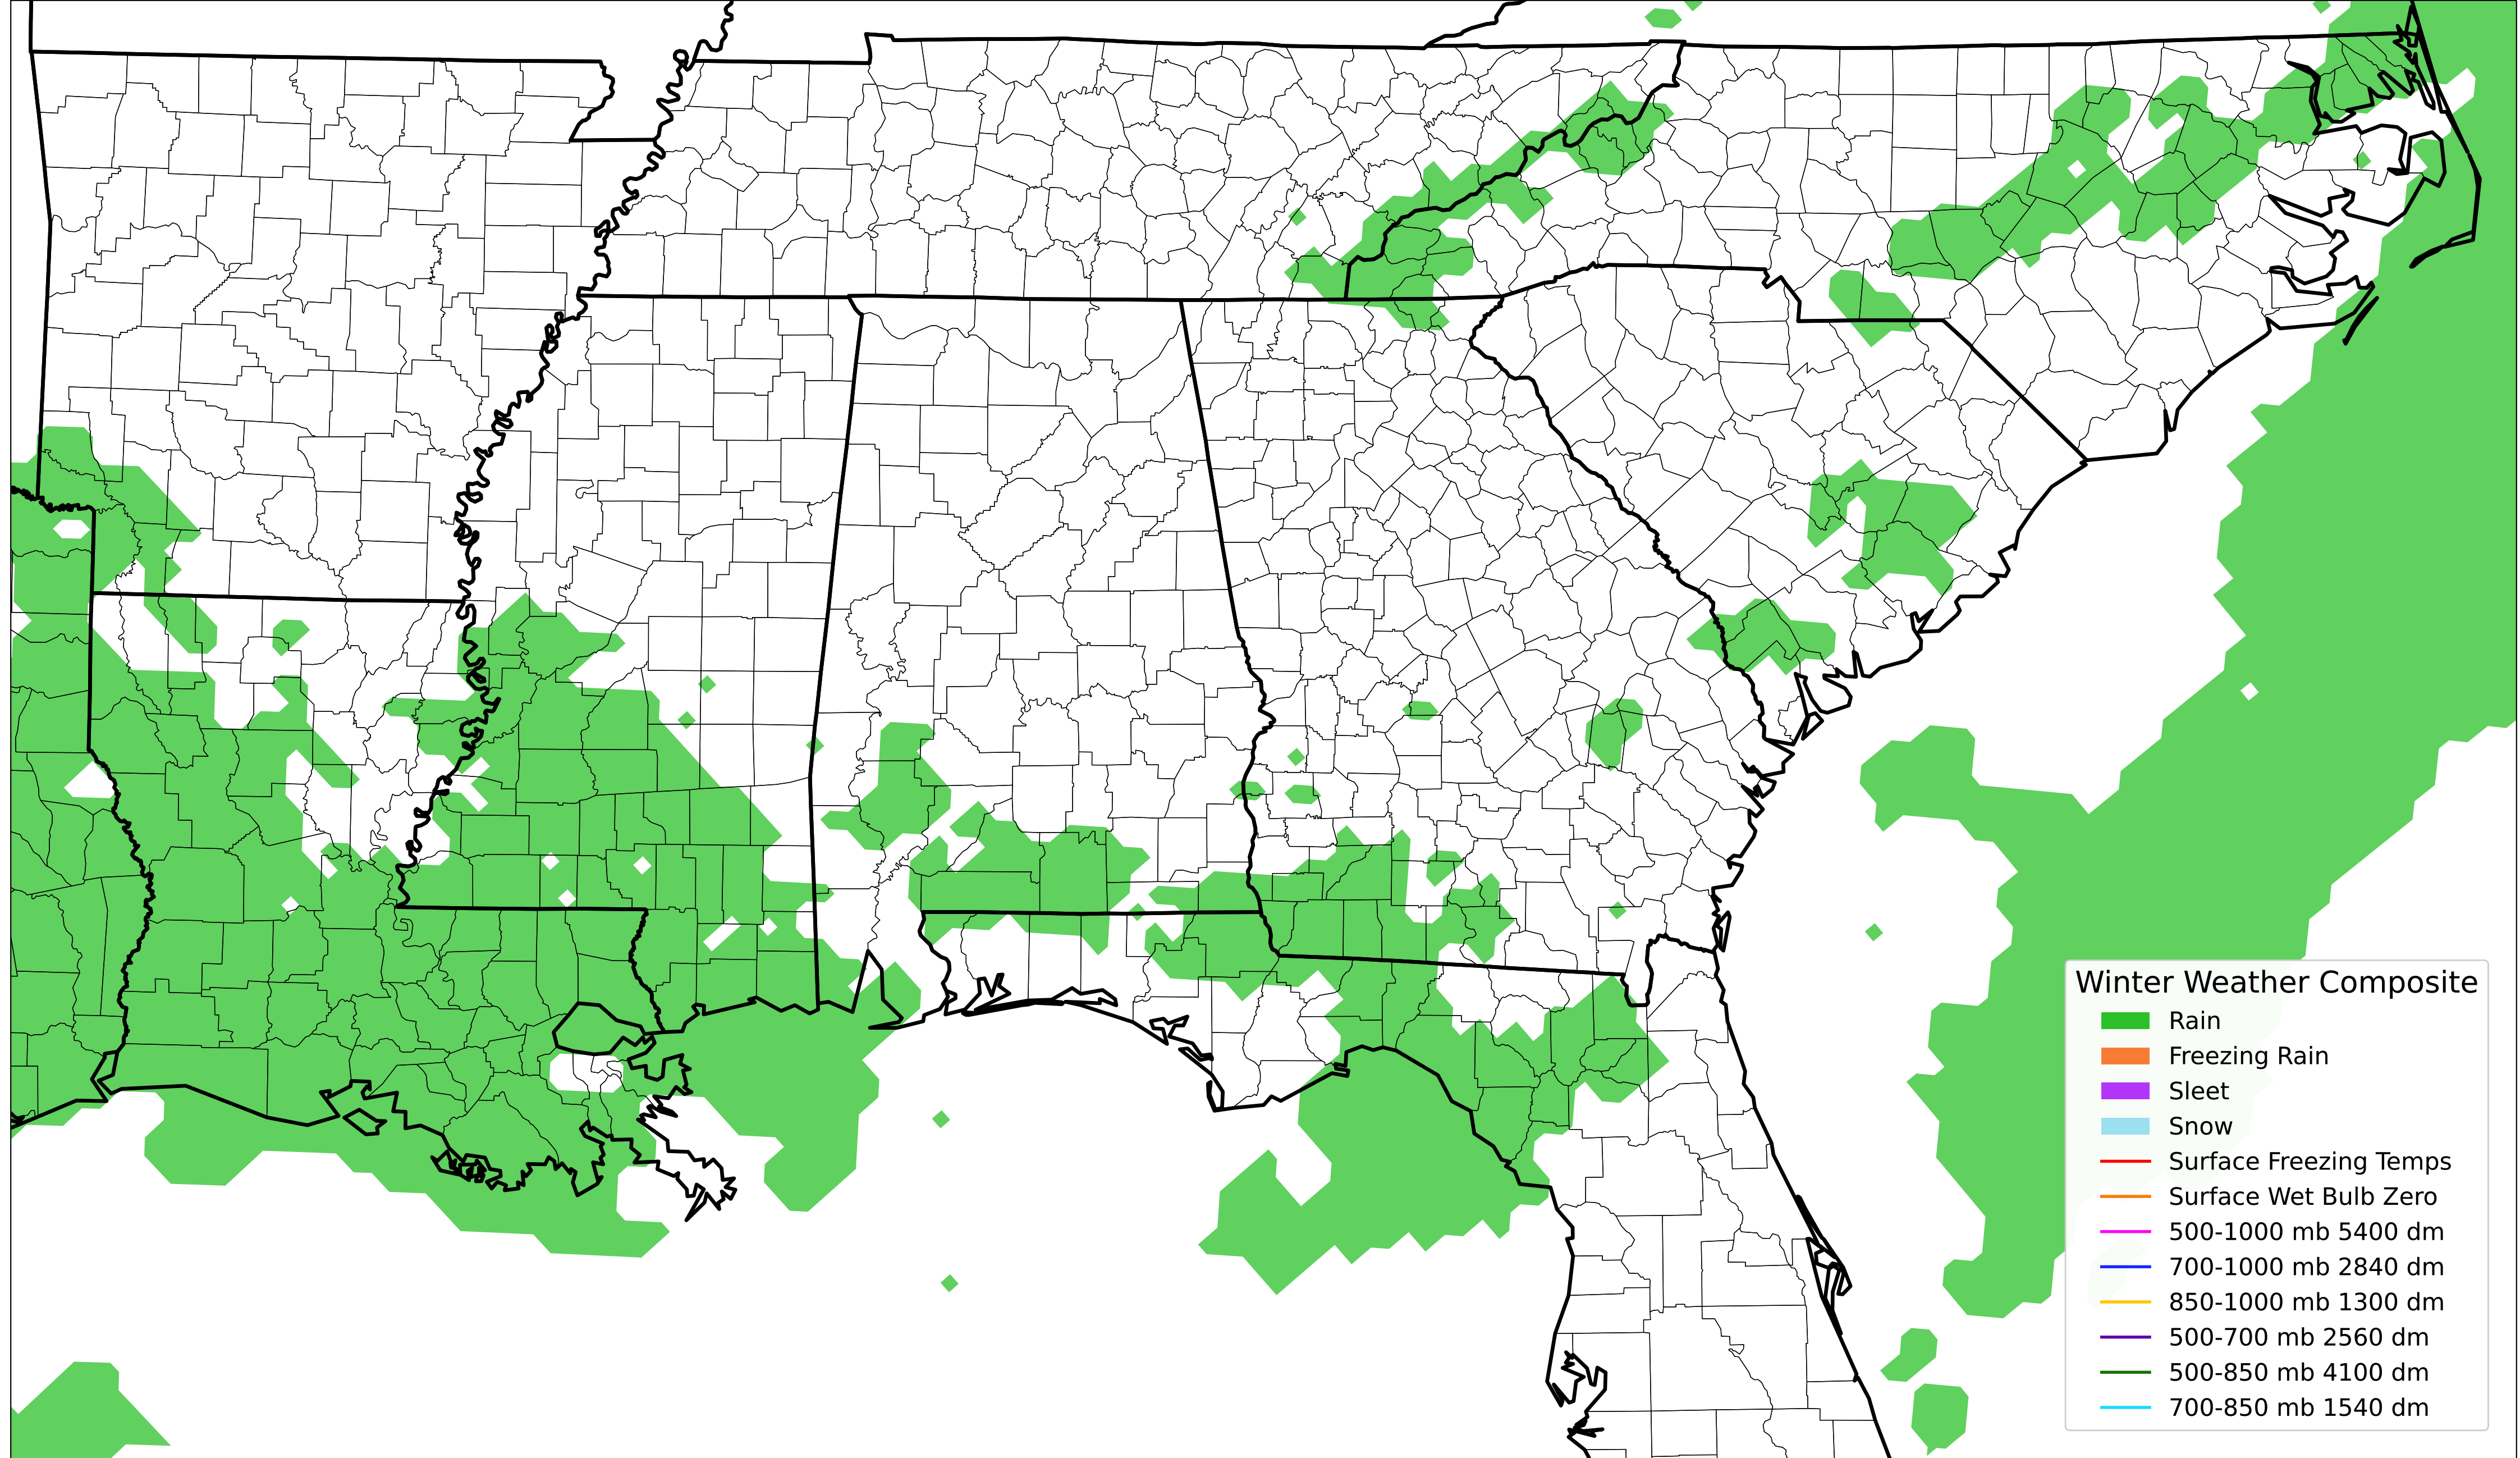 Winter Weather Composite
Rain
Freezing Rain
Sleet
Snow
Surface Freezing Temps
Surface Wet Bulb Zero
500-1000 mb 5400 dm
700-1000 mb 2840 dm
850-1000 mb 1300 dm
500-700 mb 2560 dm
500-850 mb 4100 dm
700-850 mb 1540 dm